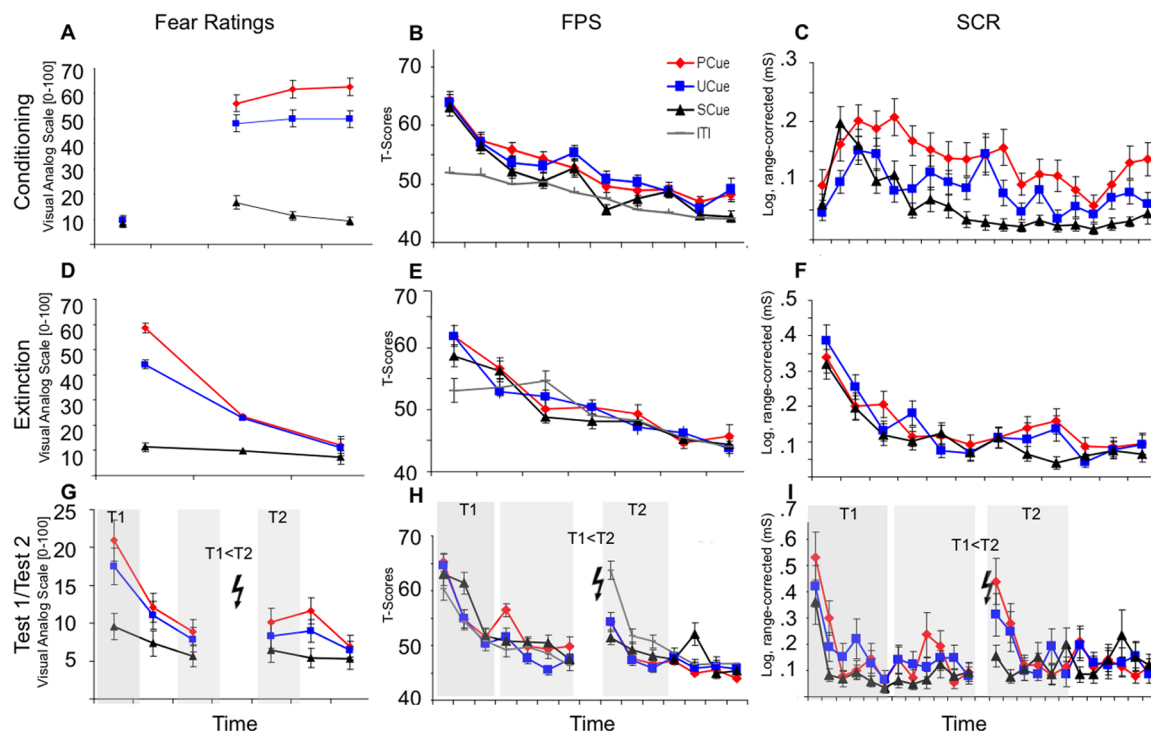 Fear Ratings
FPS
SCR
Conditioning
A
Visual Analog Scale [0-100]
70
60
50
40
30
20
10
B
T-Scores
70
60
50
40
PCue
UCue
SCue
ITI
C
Log, range-corrected (mS)
.3
.2
.1
Extinction
D
Visual Analog Scale [0-100]
70
60
50
40
30
20
10
E
T-Scores
70
60
50
40
F
Log, range-corrected (mS)
.5
.4
.3
.2
.1
Test 1/Test 2
G
Visual Analog Scale [0-100]
25
20
15
10
5
T1
T1<T2
T2
H
T-Scores
70
60
50
40
T1
T1<T2
T2
I
Log, range-corrected (mS)
.6
.5
.4
.3
.2
.1
.1
T1
T1<T2
T2
Time
Time
Time